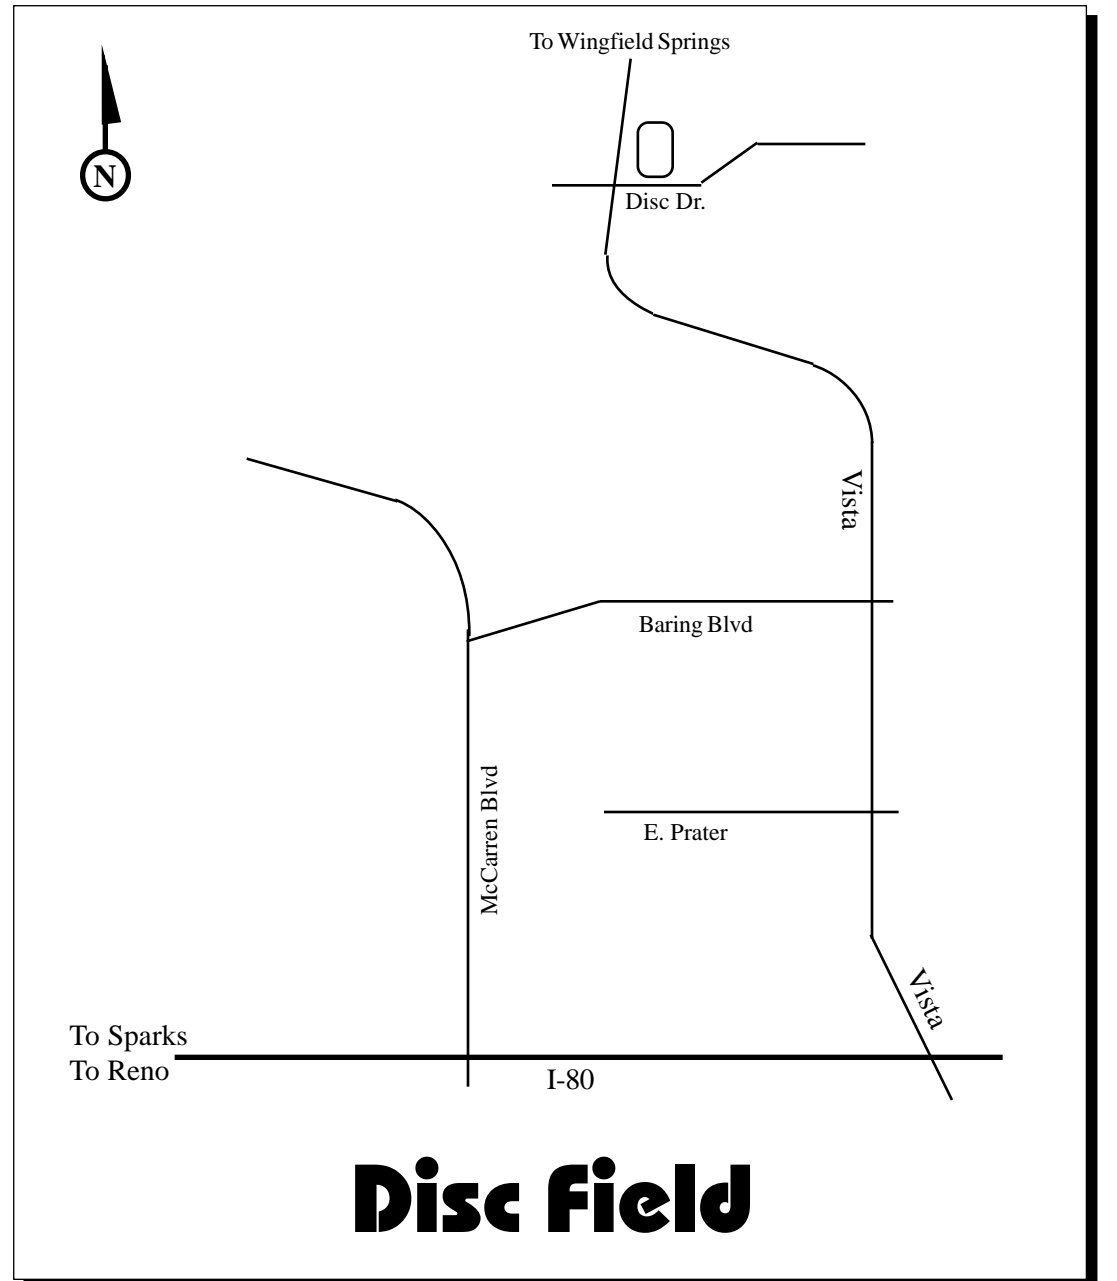 To Wingfield Springs
N
Disc Dr.
Vista
Baring Blvd
McCarren Blvd
E. Prater
Vista
To Sparks
To Reno
I-80
Disc Field